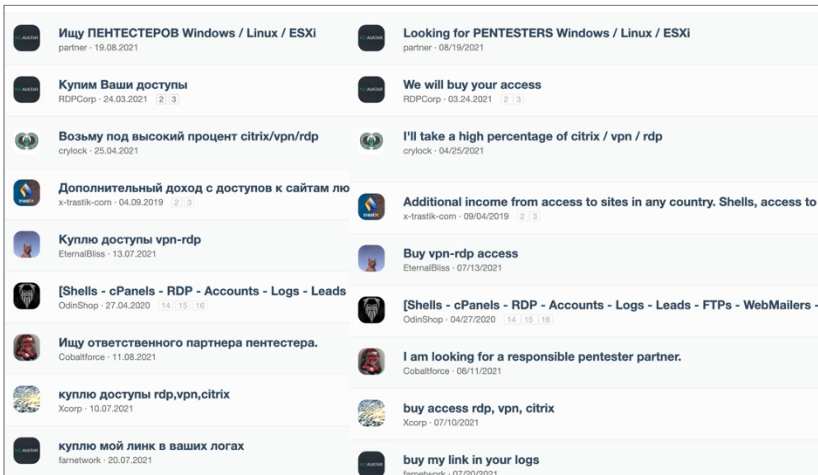 Ищу ПЕНТЕСТЕРОВ Windows / Linux / ESXi
partner · 19.08.2021
Купим Ваши доступы
RDPCorp · 24.03.2021 2 3
Возьму под высокий процент citrix/vpn/rdp
crylock · 25.04.2021
Дополнительный доход с доступов к сайтам лю
x-trastik-com · 04.09.2019 2 3
Куплю доступы vpn-rdp
EternalBliss · 13.07.2021
[Shells - cPanels - RDP - Accounts - Logs - Leads
OdinShop · 27.04.2020 14 15 16
Ищу ответственного партнера пентестера.
Cobaltforce · 11.08.2021
куплю доступы rdp,vpn,citrix
Xcorp · 10.07.2021
куплю мой линк в ваших логах
farnetwork · 20.07.2021
Looking for PENTESTERS Windows / Linux / ESXi
partner · 08/19/2021
We will buy your access
RDPCorp · 03.24.2021 2 3
I'll take a high percentage of citrix / vpn / rdp
crylock · 04/25/2021
Additional income from access to sites in any country. Shells, access to
x-trastik-com · 09/04/2019 2 3
Buy vpn-rdp access
EternalBliss · 07/13/2021
[Shells - cPanels - RDP - Accounts - Logs - Leads - FTPs - WebMailers -
OdinShop · 04/27/2020 14 15 16
I am looking for a responsible pentester partner.
Cobaltforce · 08/11/2021
buy access rdp, vpn, citrix
Xcorp · 07/10/2021
buy my link in your logs
farnetwork · 07/20/2021